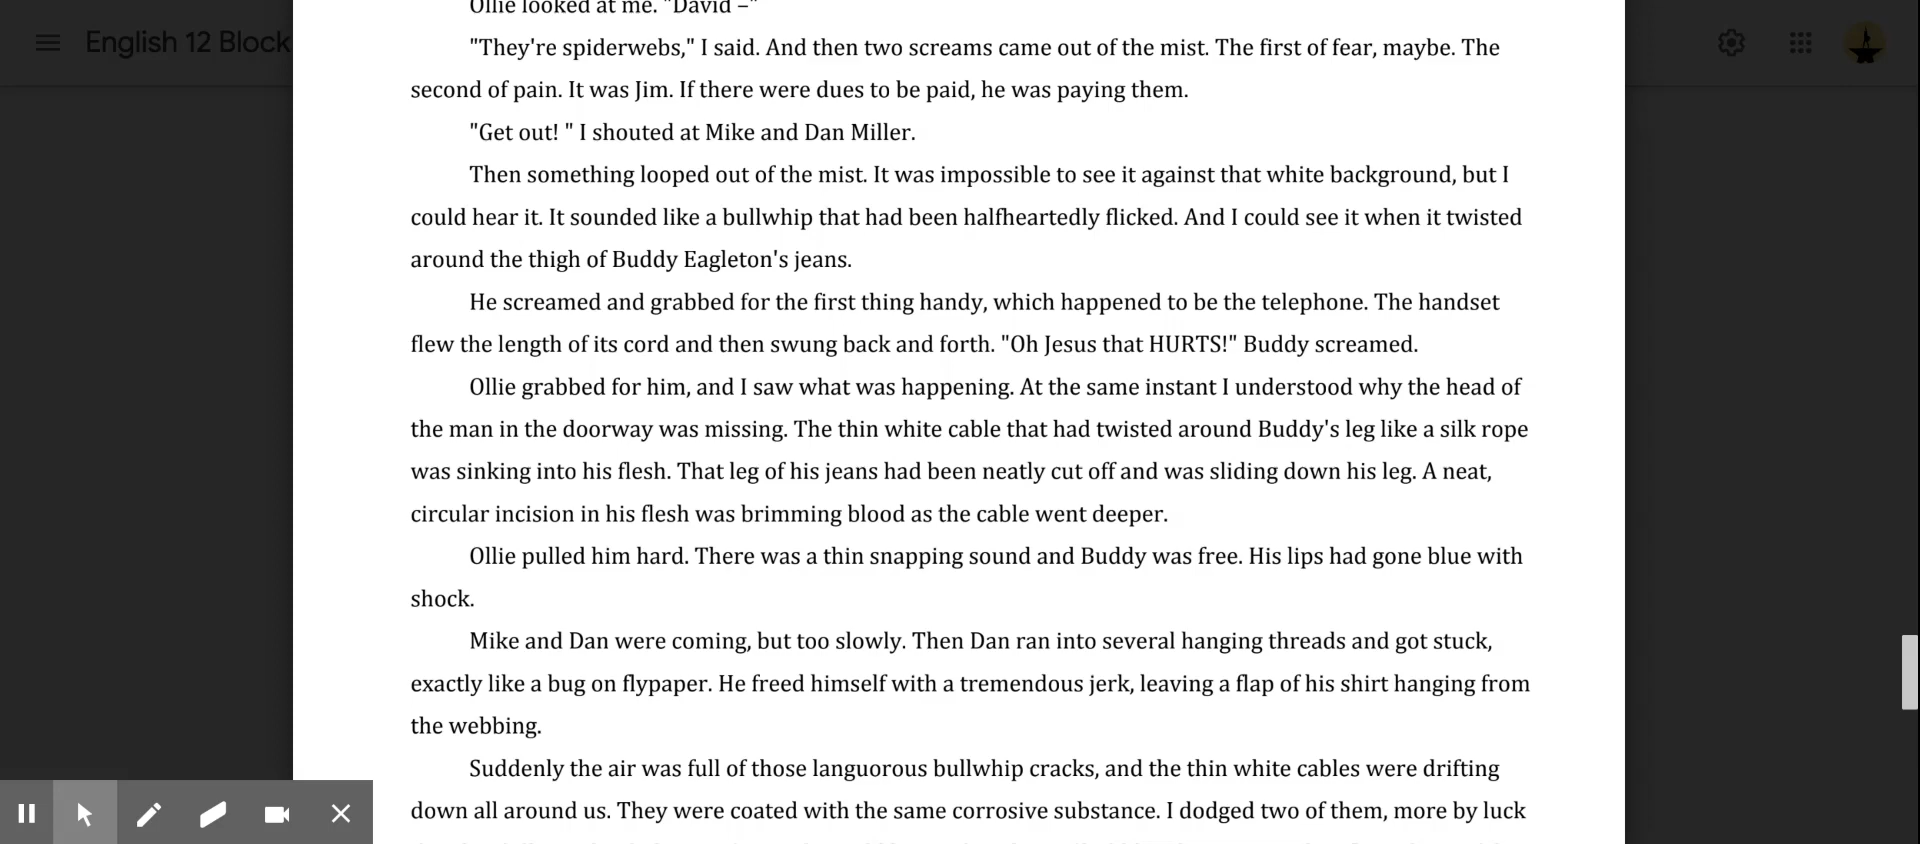 Ollie looked at me. "David –"
English 12 Block
"They're spiderwebs," I said. And then two screams came out of the mist. The first of fear, maybe. The
second of pain. It was Jim. If there were dues to be paid, he was paying them.
"Get out! " I shouted at Mike and Dan Miller.
Then something looped out of the mist. It was impossible to see it against that white background, but I
could hear it. It sounded like a bullwhip that had been halfheartedly flicked. And I could see it when it twisted
around the thigh of Buddy Eagleton's jeans.
He screamed and grabbed for the first thing handy, which happened to be the telephone. The handset
flew the length of its cord and then swung back and forth. "Oh Jesus that HURTS!" Buddy screamed.
Ollie grabbed for him, and I saw what was happening. At the same instant I understood why the head of
the man in the doorway was missing. The thin white cable that had twisted around Buddy's leg like a silk rope
was sinking into his flesh. That leg of his jeans had been neatly cut off and was sliding down his leg. A neat,
circular incision in his flesh was brimming blood as the cable went deeper.
Ollie pulled him hard. There was a thin snapping sound and Buddy was free. His lips had gone blue with
shock.
Mike and Dan were coming, but too slowly. Then Dan ran into several hanging threads and got stuck,
exactly like a bug on flypaper. He freed himself with a tremendous jerk, leaving a flap of his shirt hanging from
the webbing.
Suddenly the air was full of those languorous bullwhip cracks, and the thin white cables were drifting
down all around us. They were coated with the same corrosive substance. I dodged two of them, more by luck